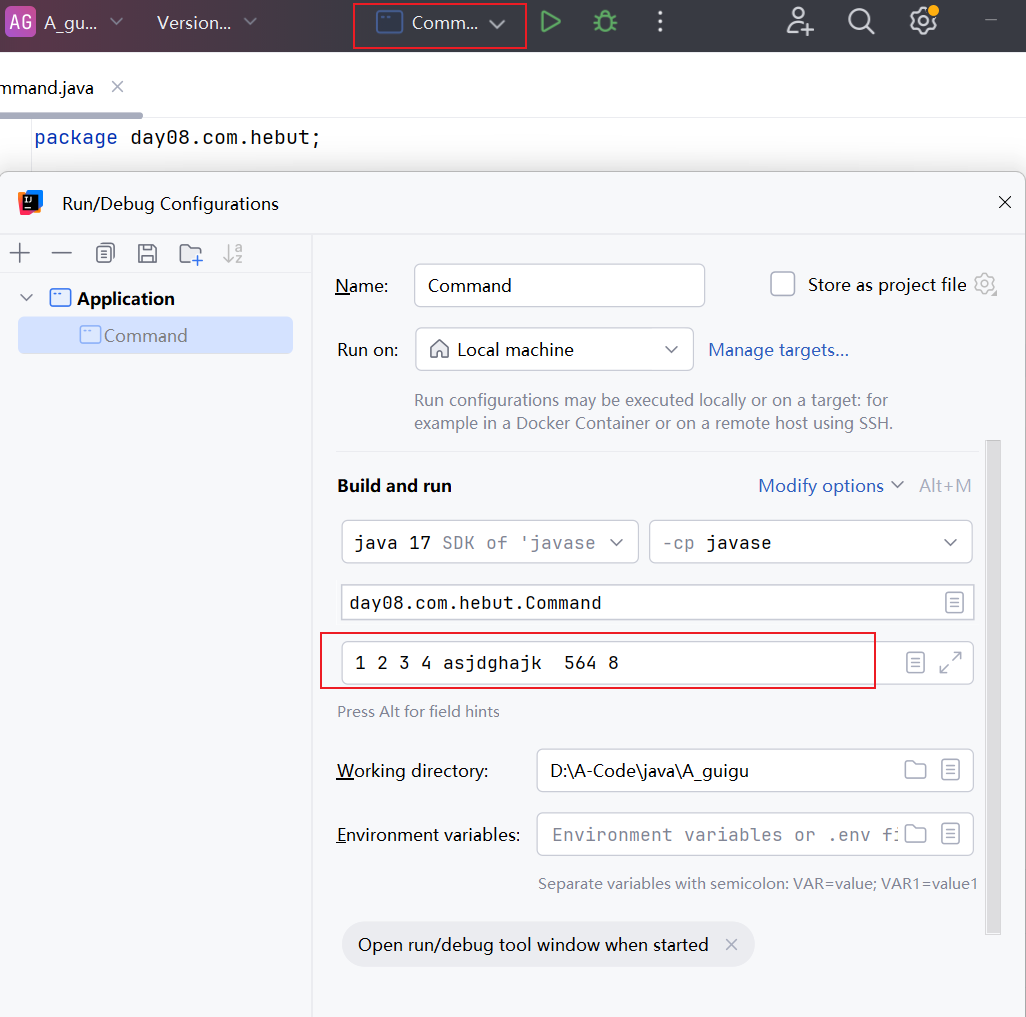 AG A_gu... Version... Comm...
mmand.java
package day08.com.hebut;
Run/Debug Configurations
Name: Command Store as project file
Application
Command
Run on: Local machine Manage targets...
Run configurations may be executed locally or on a target: for
example in a Docker Container or on a remote host using SSH.
Build and run Modify options Alt+M
java 17 SDK of 'javase -cp javase
day08.com.hebut.Command
1 2 3 4 asjdghajk  564 8
Press Alt for field hints
Working directory: D:\A-Code\java\A_guigu
Environment variables: Environment variables or .env fi
Separate variables with semicolon: VAR=value; VAR1=value1
Open run/debug tool window when started